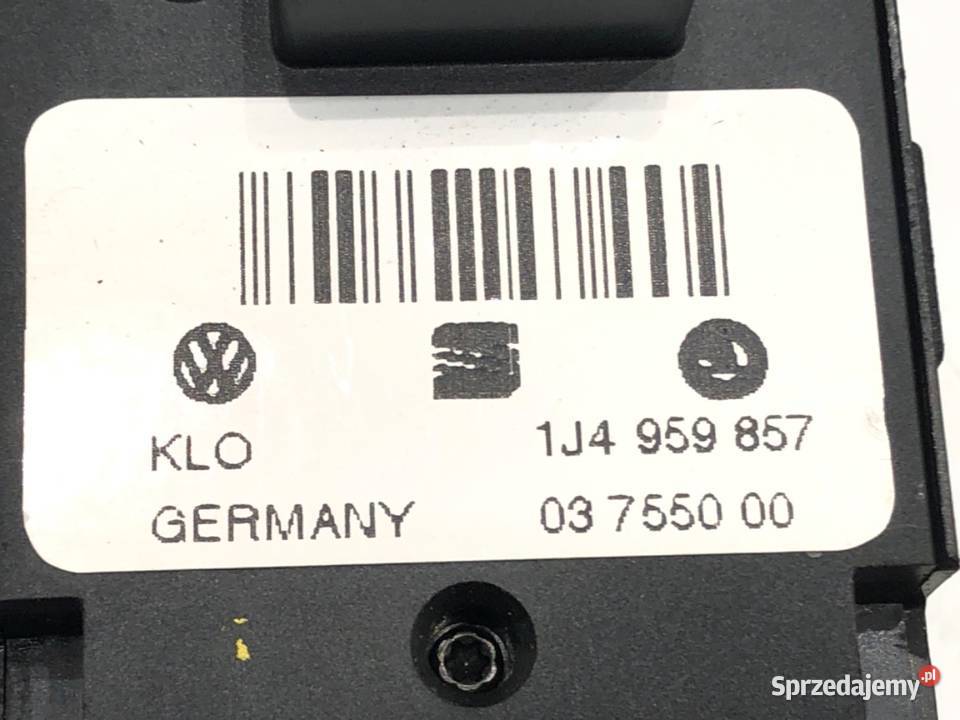 KLO
1J4 959 857
GERMANY
03 7550 00
Sprzedajemy.pl